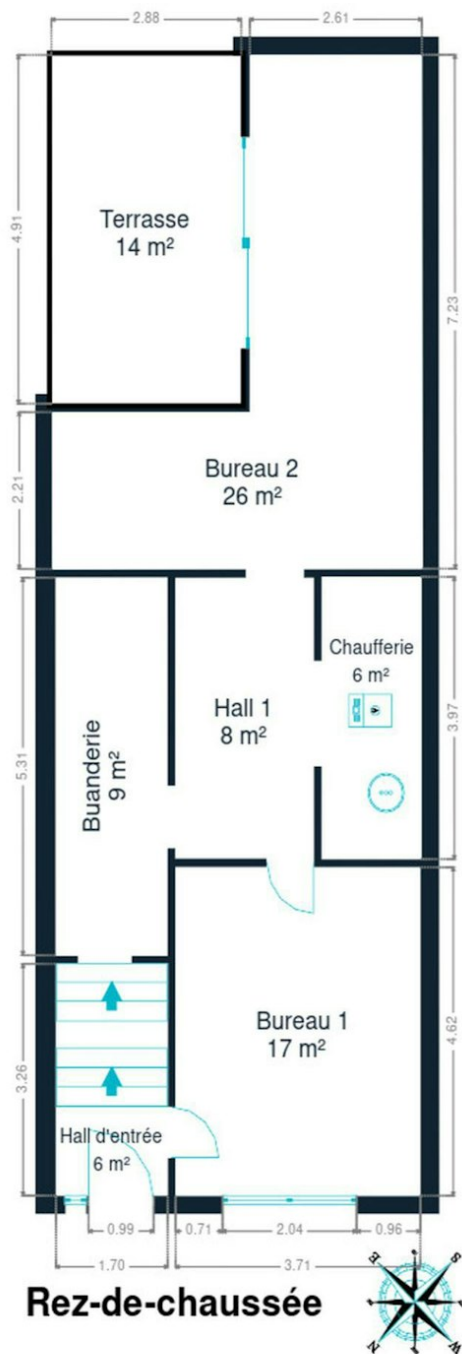 2.88
2.61
4.91
Terrasse
14 m²
7.23
2.21
Bureau 2
26 m²
5.31
Buanderie
9 m²
Hall 1
8 m²
Chaufferie
6 m²
3.97
3.26
Bureau 1
17 m²
4.62
Hall d'entrée
6 m²
0.99
0.71
2.04
0.96
1.70
3.71
Rez-de-chaussée
E
S
N
W